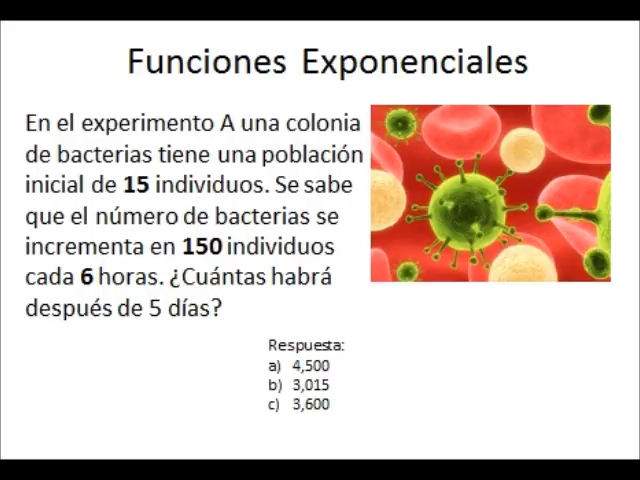 Funciones Exponenciales
En el experimento A una colonia
de bacterias tiene una población
inicial de 15 individuos. Se sabe
que el número de bacterias se
incrementa en 150 individuos
cada 6 horas. ¿Cuántas habrá
después de 5 días?
Respuesta:
a) 4,500
b) 3,015
c) 3,600